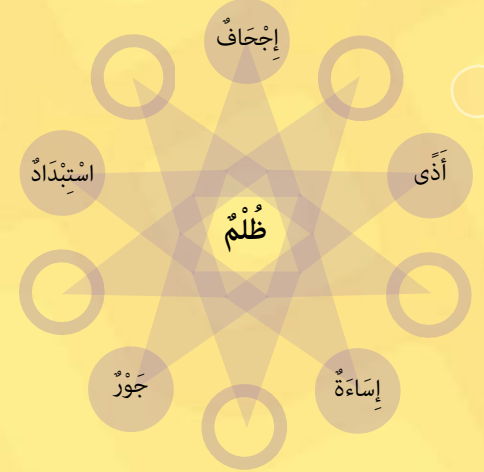 إِجْحَافٌ
أَذًى
اسْتِبْدَادٌ
ظُلْمٌ
إِسَاءَةٌ
جَوْرٌ